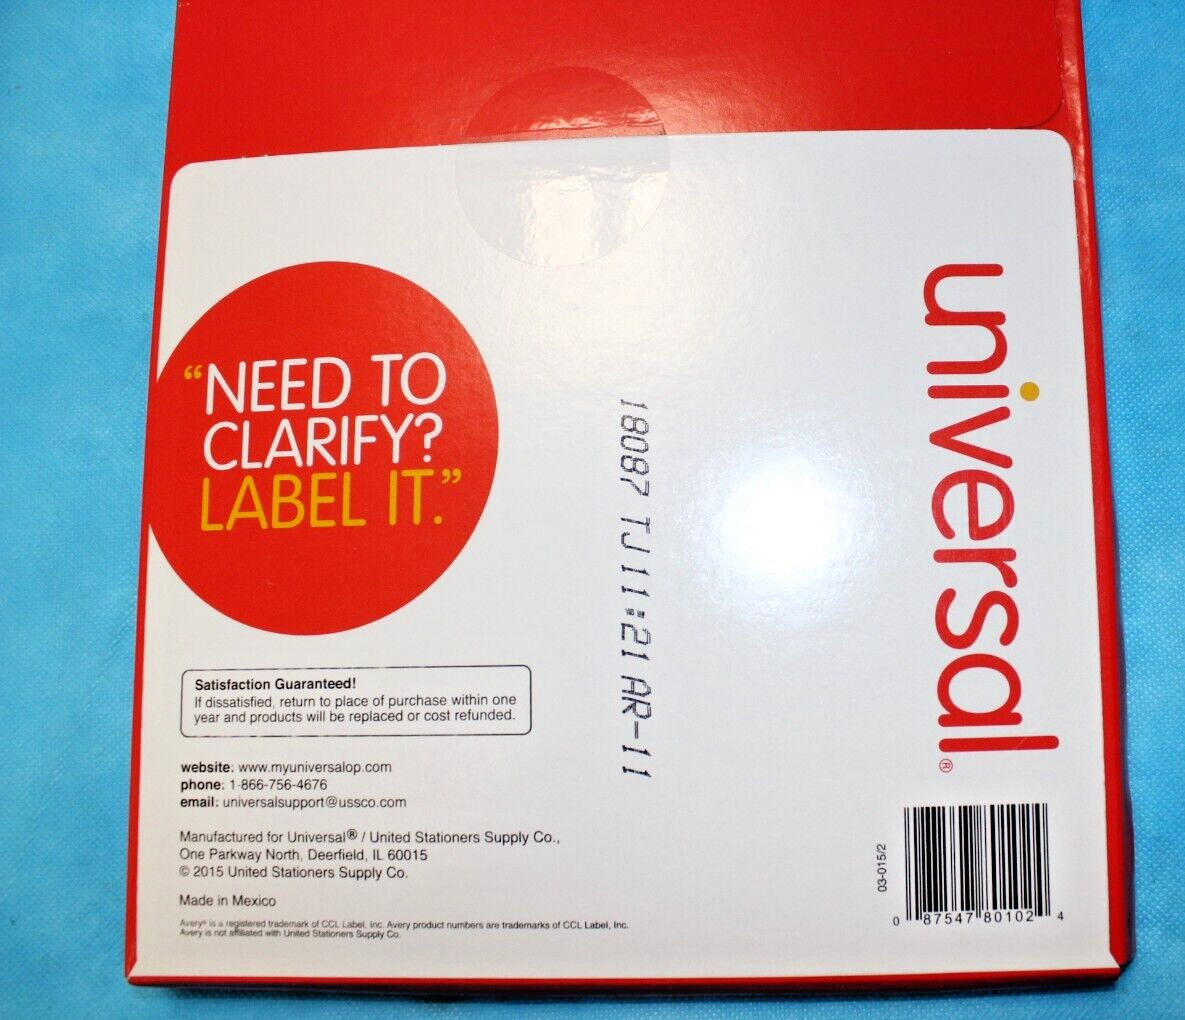 “NEED TO
CLARIFY?
LABEL IT.”
universal®
18087 TJ11:21 AR-11
Satisfaction Guaranteed!
If dissatisfied, return to place of purchase within one
year and products will be replaced or cost refunded.
website: www.myuniversalop.com
phone: 1-866-756-4676
email: universalsupport@ussco.com
Manufactured for Universal® / United Stationers Supply Co.,
One Parkway North, Deerfield, IL 60015
© 2015 United Stationers Supply Co.
Made in Mexico
Avery® is a registered trademark of CCL Label, Inc. Avery product numbers are trademarks of CCL Label, Inc.
Avery is not affiliated with United Stationers Supply Co.
03-015/2
0 87547 80102 4